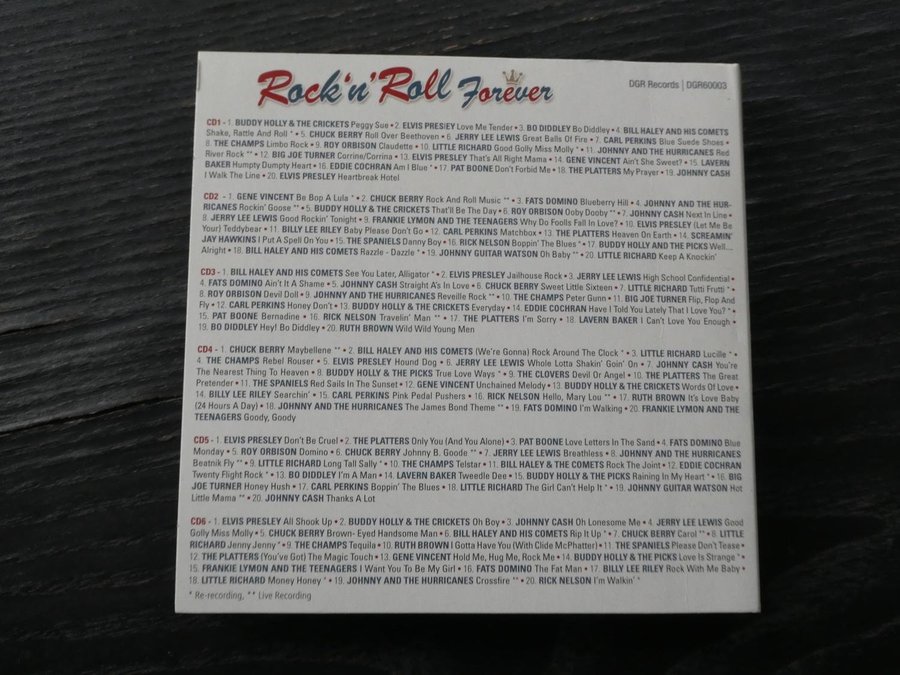 Rock'n'Roll Forever
DGR Records | DGR60003
CD1 - 1. BUDDY HOLLY & THE CRICKETS Peggy Sue • 2. ELVIS PRESLEY Love Me Tender • 3. BO DIDDLEY Bo Diddley • 4. BILL HALEY AND HIS COMETS
Shake, Rattle And Roll * • 5. CHUCK BERRY Roll Over Beethoven • 6. JERRY LEE LEWIS Great Balls Of Fire • 7. CARL PERKINS Blue Suede Shoes •
8. THE CHAMPS Limbo Rock • 9. ROY ORBISON Claudette • 10. LITTLE RICHARD Good Golly Miss Molly * • 11. JOHNNY AND THE HURRICANES Red
River Rock ** • 12. BIG JOE TURNER Corrine/Corrina • 13. ELVIS PRESLEY That's All Right Mama • 14. GENE VINCENT Ain't She Sweet? • 15. LAVERN
BAKER Humpty Dumpty Heart • 16. EDDIE COCHRAN Am I Blue * • 17. PAT BOONE Don't Forbid Me • 18. THE PLATTERS My Prayer • 19. JOHNNY CASH
I Walk The Line • 20. ELVIS PRESLEY Heartbreak Hotel
CD2 - 1. GENE VINCENT Be Bop A Lula * • 2. CHUCK BERRY Rock And Roll Music ** • 3. FATS DOMINO Blueberry Hill • 4. JOHNNY AND THE HUR-
RICANES Rockin' Goose ** • 5. BUDDY HOLLY & THE CRICKETS That'll Be The Day • 6. ROY ORBISON Ooby Dooby ** • 7. JOHNNY CASH Next In Line •
8. JERRY LEE LEWIS Good Rockin' Tonight • 9. FRANKIE LYMON AND THE TEENAGERS Why Do Foolls Fall In Love? • 10. ELVIS PRESLEY (Let Me Be
Your) Teddybear • 11. BILLY LEE RILEY Baby Please Don't Go • 12. CARL PERKINS Matchbox • 13. THE PLATTERS Heaven On Earth • 14. SCREAMIN'
JAY HAWKINS I Put A Spell On You • 15. THE SPANIELS Danny Boy • 16. RICK NELSON Boppin' The Blues * • 17. BUDDY HOLLY AND THE PICKS Well...
Alright • 18. BILL HALEY AND HIS COMETS Razzle - Dazzle * • 19. JOHNNY GUITAR WATSON Oh Baby ** • 20. LITTLE RICHARD Keep A Knockin'
CD3 - 1. BILL HALEY AND HIS COMETS See You Later, Alligator * • 2. ELVIS PRESLEY Jailhouse Rock • 3. JERRY LEE LEWIS High School Confidential •
4. FATS DOMINO Ain't It A Shame • 5. JOHNNY CASH Straight A's In Love • 6. CHUCK BERRY Sweet Little Sixteen • 7. LITTLE RICHARD Tutti Frutti * •
8. ROY ORBISON Devil Doll • 9. JOHNNY AND THE HURRICANES Reveille Rock ** • 10. THE CHAMPS Peter Gunn • 11. BIG JOE TURNER Flip, Flop And
Fly • 12. CARL PERKINS Honey Don't • 13. BUDDY HOLLY & THE CRICKETS Everyday • 14. EDDIE COCHRAN Have I Told You Lately That I Love You? * •
15. PAT BOONE Bernadine • 16. RICK NELSON Travelin' Man ** • 17. THE PLATTERS I'm Sorry • 18. LAVERN BAKER I Can't Love You Enough •
19. BO DIDDLEY Hey! Bo Diddley • 20. RUTH BROWN Wild Wild Young Men
CD4 - 1. CHUCK BERRY Maybellene ** • 2. BILL HALEY AND HIS COMETS (We're Gonna) Rock Around The Clock * • 3. LITTLE RICHARD Lucille * •
4. THE CHAMPS Rebel Rouser • 5. ELVIS PRESLEY Hound Dog • 6. JERRY LEE LEWIS Whole Lotta Shakin' Goin' On • 7. JOHNNY CASH You're
The Nearest Thing To Heaven • 8. BUDDY HOLLY & THE PICKS True Love Ways * • 9. THE CLOVERS Devil Or Angel • 10. THE PLATTERS The Great
Pretender • 11. THE SPANIELS Red Sails In The Sunset • 12. GENE VINCENT Unchained Melody • 13. BUDDY HOLLY & THE CRICKETS Words Of Love •
14. BILLY LEE RILEY Searchin' • 15. CARL PERKINS Pink Pedal Pushers • 16. RICK NELSON Hello, Mary Lou ** • 17. RUTH BROWN It's Love Baby
(24 Hours A Day) • 18. JOHNNY AND THE HURRICANES The James Bond Theme ** • 19. FATS DOMINO I'm Walking • 20. FRANKIE LYMON AND THE
TEENAGERS Goody, Goody
CD5 - 1. ELVIS PRESLEY Don't Be Cruel • 2. THE PLATTERS Only You (And You Alone) • 3. PAT BOONE Love Letters In The Sand • 4. FATS DOMINO Blue
Monday • 5. ROY ORBISON Domino • 6. CHUCK BERRY Johnny B. Goode ** • 7. JERRY LEE LEWIS Breathless • 8. JOHNNY AND THE HURRICANES
Beatnik Fly ** • 9. LITTLE RICHARD Long Tall Sally * • 10. THE CHAMPS Telstar • 11. BILL HALEY & THE COMETS Rock The Joint • 12. EDDIE COCHRAN
Twenty Flight Rock * • 13. BO DIDDLEY I'm A Man • 14. LAVERN BAKER Tweedle Dee • 15. BUDDY HOLLY & THE PICKS Raining In My Heart * • 16. BIG
JOE TURNER Honey Hush • 17. CARL PERKINS Boppin' The Blues • 18. LITTLE RICHARD The Girl Can't Help It * • 19. JOHNNY GUITAR WATSON Hot
Little Mama ** • 20. JOHNNY CASH Thanks A Lot
CD6 - 1. ELVIS PRESLEY All Shook Up • 2. BUDDY HOLLY & THE CRICKETS Oh Boy • 3. JOHNNY CASH Oh Lonesome Me • 4. JERRY LEE LEWIS Good
Golly Miss Molly • 5. CHUCK BERRY Brown- Eyed Handsome Man • 6. BILL HALEY AND HIS COMETS Rip It Up * • 7. CHUCK BERRY Carol ** • 8. LITTLE
RICHARD Jenny Jenny * • 9. THE CHAMPS Tequila • 10. RUTH BROWN I Gotta Have You (With Clide McPhatter) • 11. THE SPANIELS Please Don't Tease •
12. THE PLATTERS (You've Got) The Magic Touch • 13. GENE VINCENT Hold Me, Hug Me, Rock Me • 14. BUDDY HOLLY & THE PICKS Love Is Strange * •
15. FRANKIE LYMON AND THE TEENAGERS I Want You To Be My Girl • 16. FATS DOMINO The Fat Man • 17. BILLY LEE RILEY Rock With Me Baby •
18. LITTLE RICHARD Money Honey * • 19. JOHNNY AND THE HURRICANES Crossfire ** • 20. RICK NELSON I'm Walkin' *
* Re-recording, ** Live Recording